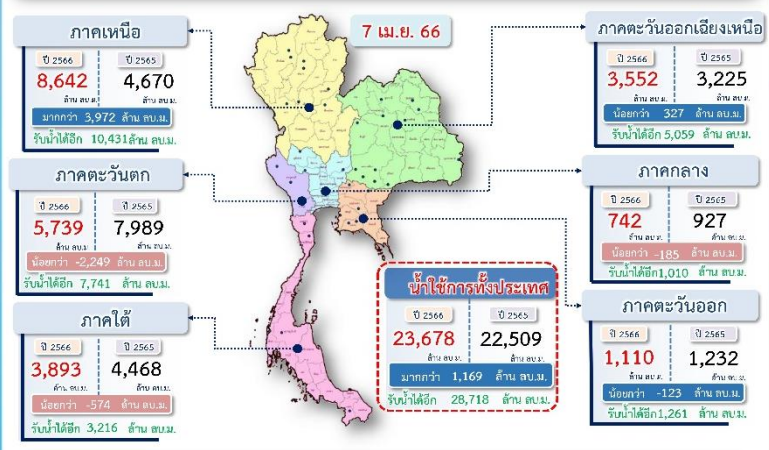 7 เม.ย. 66
ภาคเหนือ
ปี 2566 ปี 2565
8,642 4,670
ล้าน ลบ.ม. ล้าน ลบ.ม.
มากกว่า 3,972 ล้าน ลบ.ม.
รับน้ำได้อีก 10,431ล้าน ลบ.ม.
ภาคตะวันออกเฉียงเหนือ
ปี 2566 ปี 2565
3,552 3,225
ล้าน ลบ.ม. ล้าน ลบ.ม.
น้อยกว่า 327 ล้าน ลบ.ม.
รับน้ำได้อีก 5,059 ล้าน ลบ.ม.
ภาคตะวันตก
ปี 2566 ปี 2565
5,739 7,989
ล้าน ลบ.ม. ล้าน ลบ.ม.
น้อยกว่า -2,249 ล้าน ลบ.ม.
รับน้ำได้อีก 7,741 ล้าน ลบ.ม.
ภาคกลาง
ปี 2566 ปี 2565
742 927
ล้าน ลบ.ม. ล้าน ลบ.ม.
น้อยกว่า -185 ล้าน ลบ.ม.
รับน้ำได้อีก1,010 ล้าน ลบ.ม.
ภาคใต้
ปี 2566 ปี 2565
3,893 4,468
ล้าน ลบ.ม. ล้าน ลบ.ม.
น้อยกว่า -574 ล้าน ลบ.ม.
รับน้ำได้อีก 3,216 ล้าน ลบ.ม.
น้ำใช้การทั้งประเทศ
ปี 2566 ปี 2565
23,678 22,509
ล้าน ลบ.ม. ล้าน ลบ.ม.
มากกว่า 1,169 ล้าน ลบ.ม.
รับน้ำได้อีก 28,718 ล้าน ลบ.ม.
ภาคตะวันออก
ปี 2566 ปี 2565
1,110 1,232
ล้าน ลบ.ม. ล้าน ลบ.ม.
น้อยกว่า -123 ล้าน ลบ.ม.
รับน้ำได้อีก1,261 ล้าน ลบ.ม.